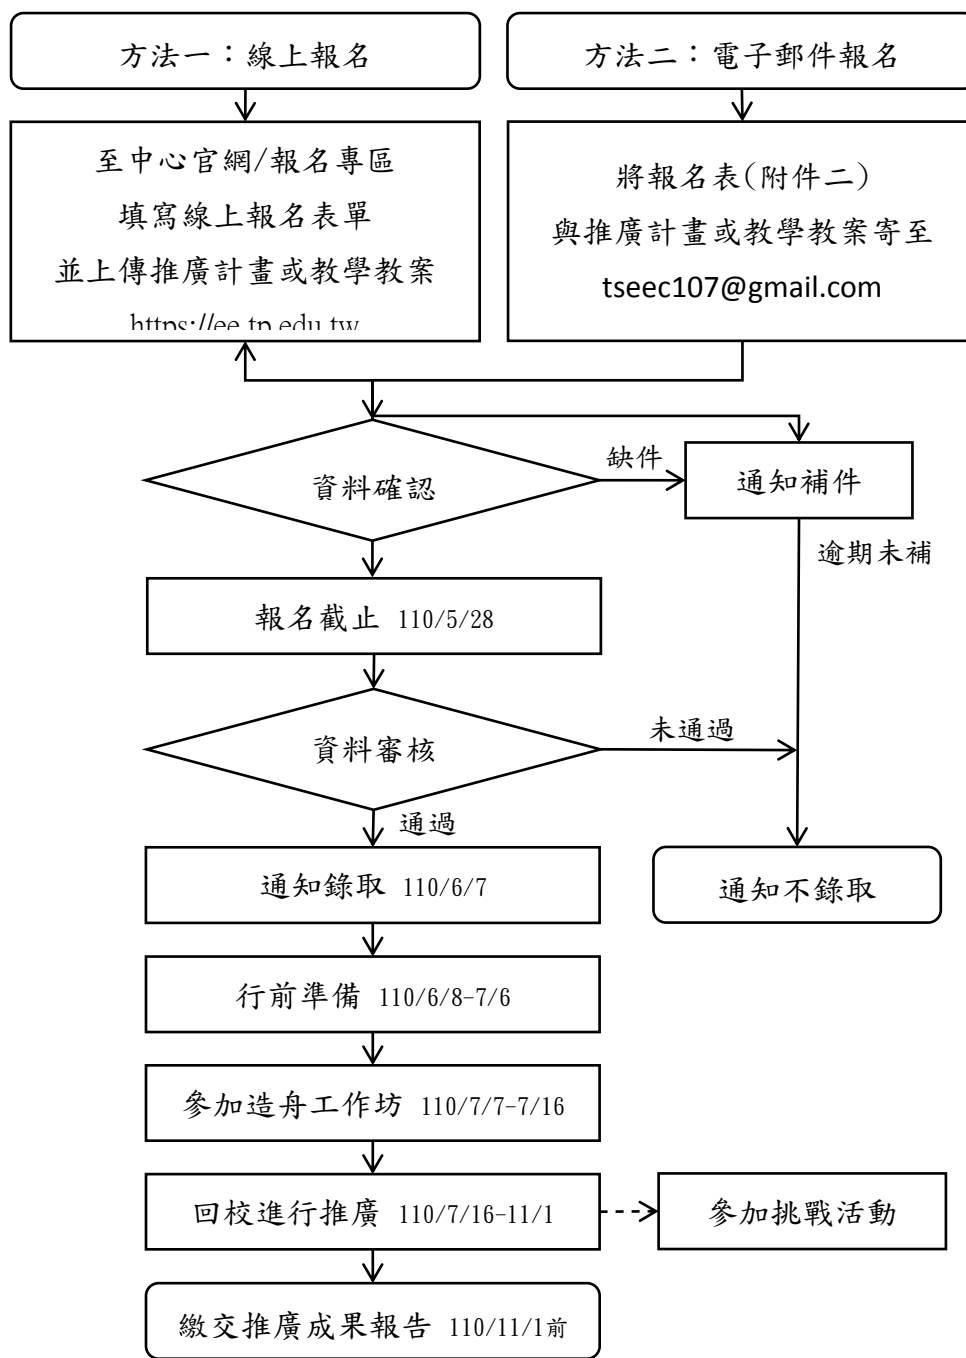 方法一：線上報名
方法二：電子郵件報名
至中心官網/報名專區
填寫線上報名表單
並上傳推廣計畫或教學教案
https://ee.tp.edu.tw
將報名表(附件二)
與推廣計畫或教學教案寄至
tseec107@gmail.com
資料確認
缺件
通知補件
逾期未補
報名截止 110/5/28
資料審核
未通過
通過
通知錄取 110/6/7
通知不錄取
行前準備 110/6/8-7/6
參加造舟工作坊 110/7/7-7/16
回校進行推廣 110/7/16-11/1
參加挑戰活動
繳交推廣成果報告 110/11/1前